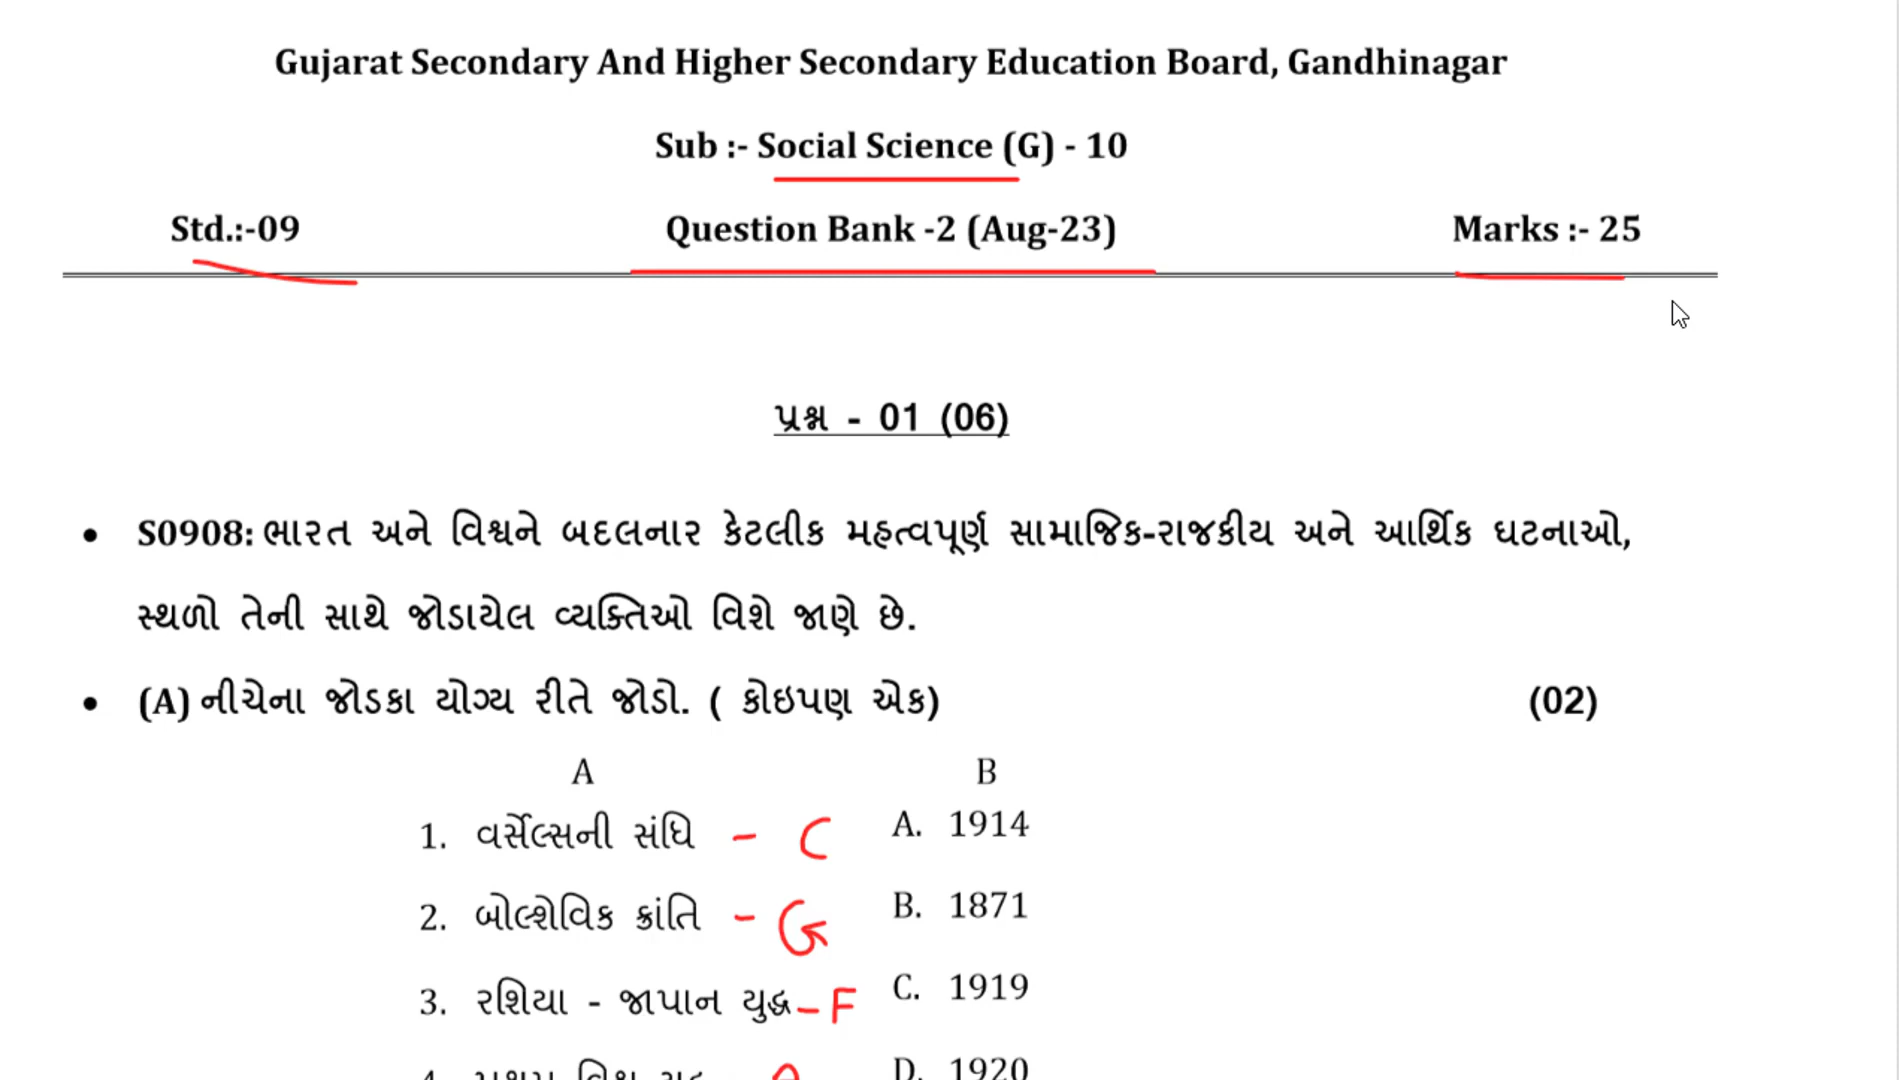 Gujarat Secondary And Higher Secondary Education Board, Gandhinagar
Sub :- Social Science (G) - 10
Std.:-09 Question Bank -2 (Aug-23) Marks :- 25
પ્રશ્ન - 01 (06)
• S0908: ભારત અને વિશ્વને બદલનાર કેટલીક મહત્વપૂર્ણ સામાજિક-રાજકીય અને આર્થિક ઘટનાઓ,
સ્થળો તેની સાથે જોડાયેલ વ્યક્તિઓ વિશે જાણે છે.
• (A) નીચેના જોડકા યોગ્ય રીતે જોડો. ( કોઇપણ એક) (02)
A B
1. વર્સેલ્સની સંધિ - C A. 1914
2. બોલ્શેવિક ક્રાંતિ - G B. 1871
3. રશિયા - જાપાન યુદ્ધ - F C. 1919
D. 1920